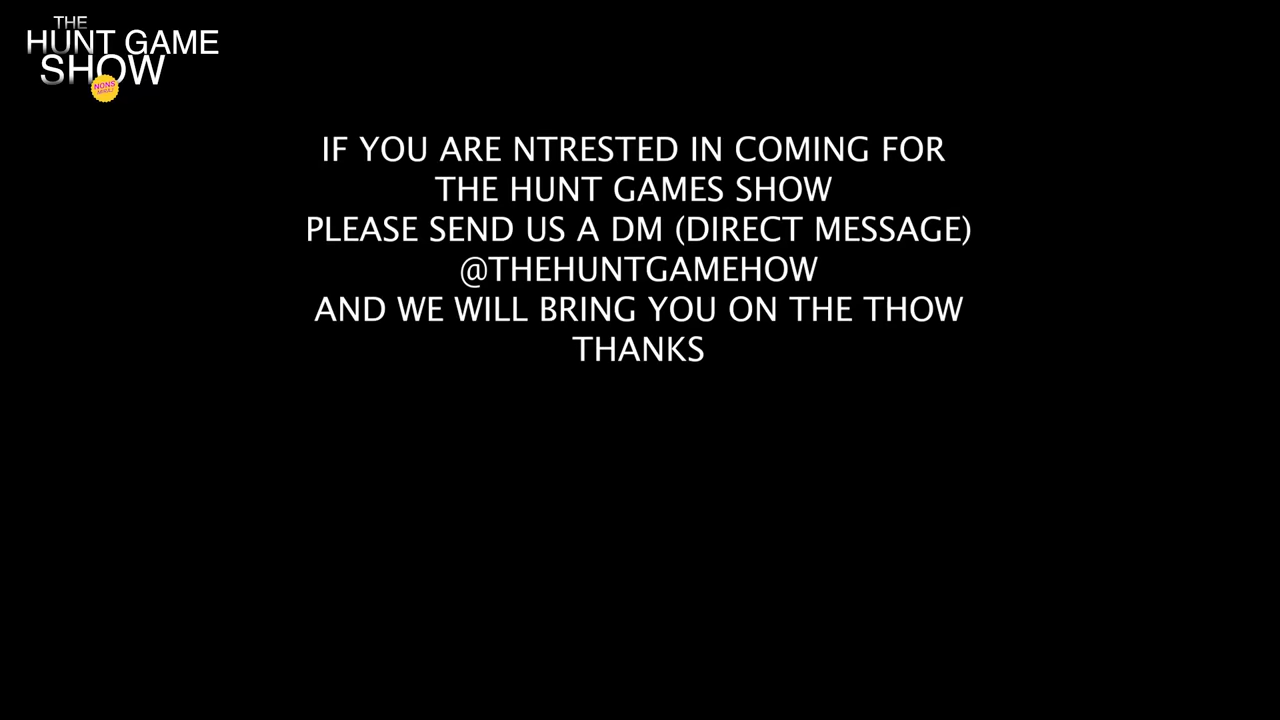 THE
HUNT GAME
SHOW
NONS
IF YOU ARE NTRESTED IN COMING FOR
THE HUNT GAMES SHOW
PLEASE SEND US A DM (DIRECT MESSAGE)
@THEHUNTGAMEHOW
AND WE WILL BRING YOU ON THE THOW
THANKS